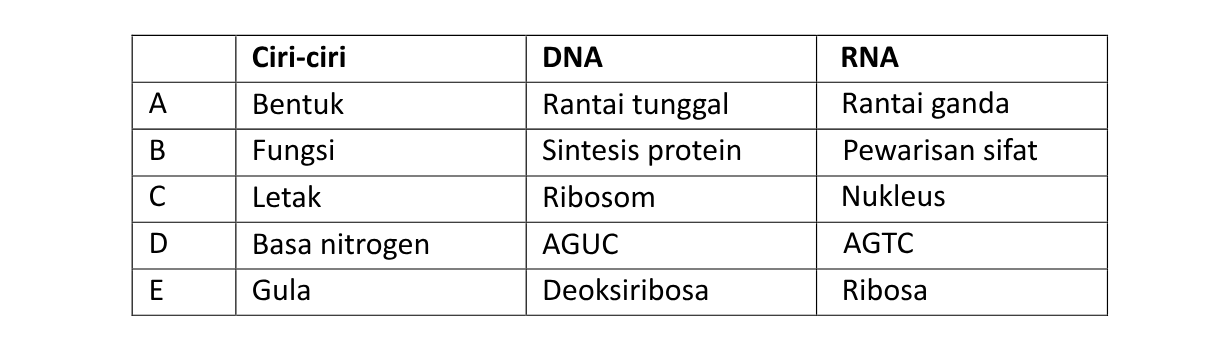 Ciri-ciri DNA RNA
A Bentuk Rantai tunggal Rantai ganda
B Fungsi Sintesis protein Pewarisan sifat
C Letak Ribosom Nukleus
D Basa nitrogen AGUC AGTC
E Gula Deoksiribosa Ribosa